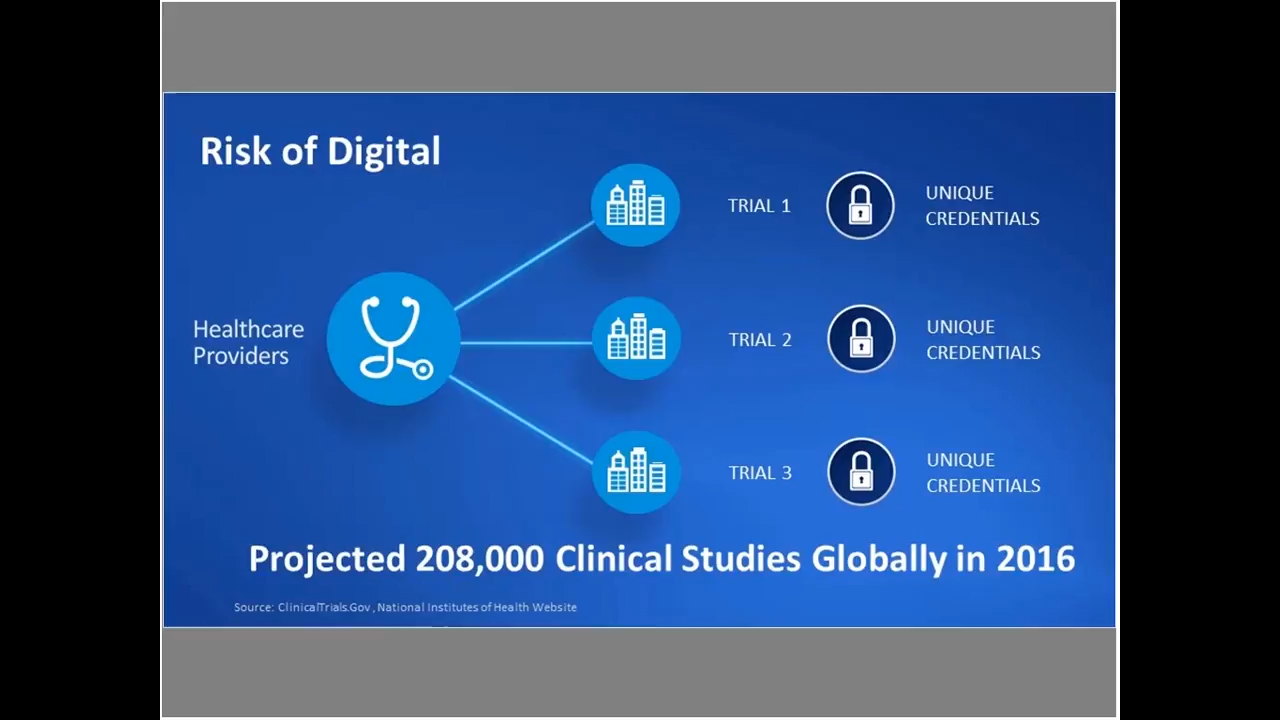 Risk of Digital
TRIAL 1
UNIQUE
CREDENTIALS
Healthcare
Providers
TRIAL 2
UNIQUE
CREDENTIALS
TRIAL 3
UNIQUE
CREDENTIALS
Projected 208,000 Clinical Studies Globally in 2016
Source: ClinicalTrials.Gov, National Institutes of Health Website